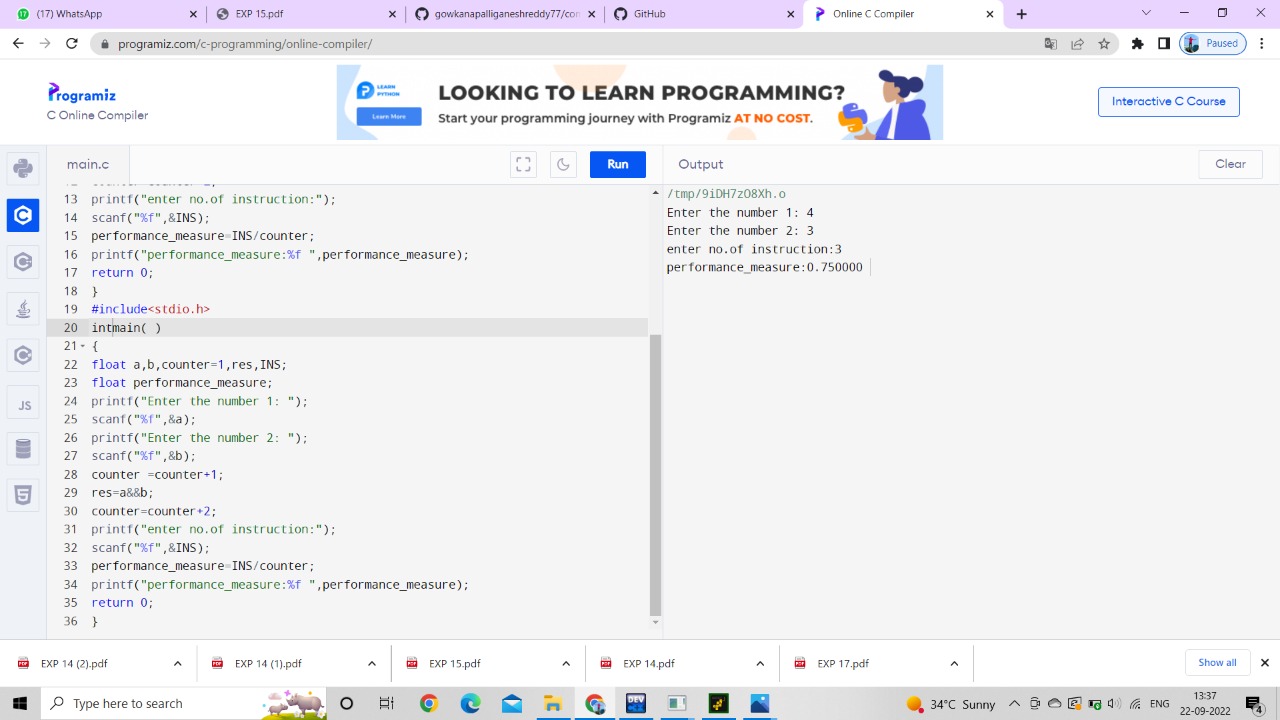 (17) WhatsApp
EXP 15.pdf
gowkanapalliganeshreddy77/con
GitHub
Online C Compiler
programiz.com/c-programming/online-compiler/
Paused
Programiz
C Online Compiler
LEARN PYTHON
Learn More
LOOKING TO LEARN PROGRAMMING?
Start your programming journey with Programiz AT NO COST.
Interactive C Course
main.c
Run
Output
Clear
13 printf("enter no.of instruction:");
14 scanf("%f",&INS);
15 performance_measure=INS/counter;
16 printf("performance_measure:%f ",performance_measure);
17 return 0;
18 }
19 #include<stdio.h>
20 intmain( )
21 {
22 float a,b,counter=1,res,INS;
23 float performance_measure;
24 printf("Enter the number 1: ");
25 scanf("%f",&a);
26 printf("Enter the number 2: ");
27 scanf("%f",&b);
28 counter =counter+1;
29 res=a&&b;
30 counter=counter+2;
31 printf("enter no.of instruction:");
32 scanf("%f",&INS);
33 performance_measure=INS/counter;
34 printf("performance_measure:%f ",performance_measure);
35 return 0;
36 }
/tmp/9iDH7zO8Xh.o
Enter the number 1: 4
Enter the number 2: 3
enter no.of instruction:3
performance_measure:0.750000
JS
EXP 14 (2).pdf
EXP 14 (1).pdf
EXP 15.pdf
EXP 14.pdf
EXP 17.pdf
Show all
Type here to search
34°C Sunny
ENG
13:37
22-09-2022
4